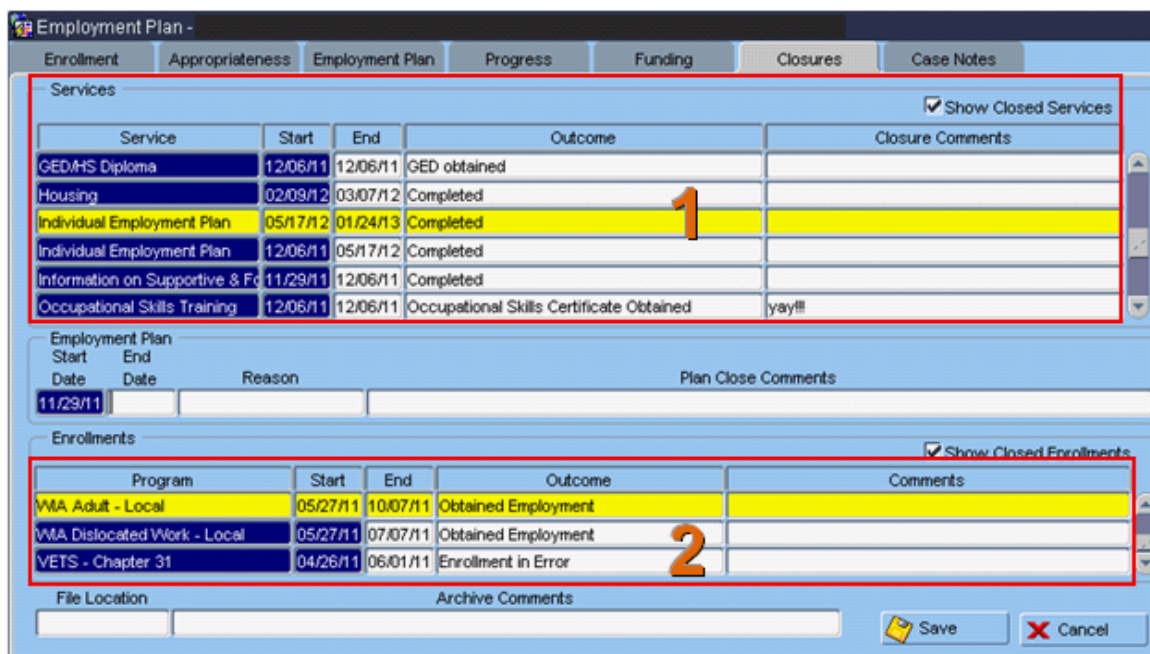 Employment Plan -
Enrollment Appropriateness Employment Plan Progress Funding Closures Case Notes
Services
Show Closed Services
Service Start End Outcome Closure Comments
GED/HS Diploma 12/06/11 12/06/11 GED obtained
Housing 02/09/12 03/07/12 Completed
1
Individual Employment Plan 05/17/12 01/24/13 Completed
Individual Employment Plan 12/06/11 05/17/12 Completed
Information on Supportive & Fo 11/29/11 12/06/11 Completed
Occupational Skills Training 12/06/11 12/06/11 Occupational Skills Certificate Obtained yay!!!
Employment Plan
Start End
Date Date Reason Plan Close Comments
11/29/11
Enrollments
Show Closed Enrollments
Program Start End Outcome Comments
WIA Adult - Local 05/27/11 10/07/11 Obtained Employment
WIA Dislocated Work - Local 05/27/11 07/07/11 Obtained Employment
2
VETS - Chapter 31 04/26/11 06/01/11 Enrollment in Error
File Location Archive Comments
Save Cancel